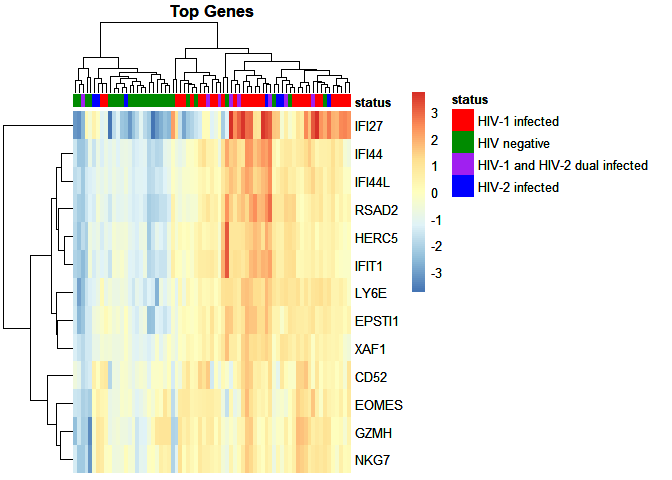 Top Genes
status
IFI27
IFI44
IFI44L
RSAD2
HERC5
IFIT1
LY6E
EPSTI1
XAF1
CD52
EOMES
GZMH
NKG7
3
2
1
0
-1
-2
-3
status
HIV-1 infected
HIV negative
HIV-1 and HIV-2 dual infected
HIV-2 infected